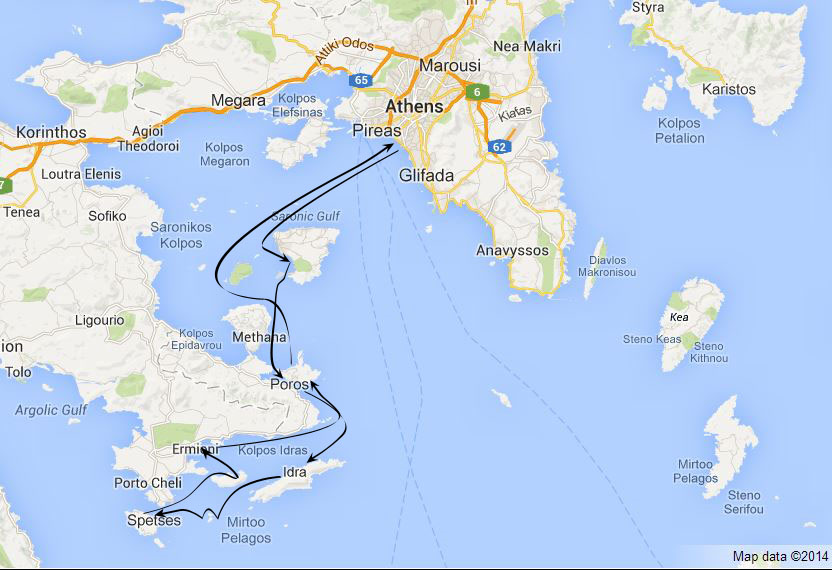 Styra
Nea Makri
Attiki Odos
Marousi
65
6
Karistos
Megara
Kolpos
Elefsinas
Athens
Kiafas
Kolpos
Petalion
Korinthos
Agioi
Theodoroi
Pireas
62
Kolpos
Megaron
Loutra Elenis
Glifada
7
Tenea
Sofiko
Saronic Gulf
Saronikos
Kolpos
Anavyssos
Diavlos
Makronisou
Kea
Ligourio
Kolpos
Epidavrou
Methana
Steno Keas
Steno
Kithnou
ion
Tolo
Poros
Argolic Gulf
Ermioni
Kolpos Idras
Porto Cheli
Idra
Mirtoo
Pelagos
Steno
Serifou
Spetses
Mirtoo
Pelagos
Map data ©2014